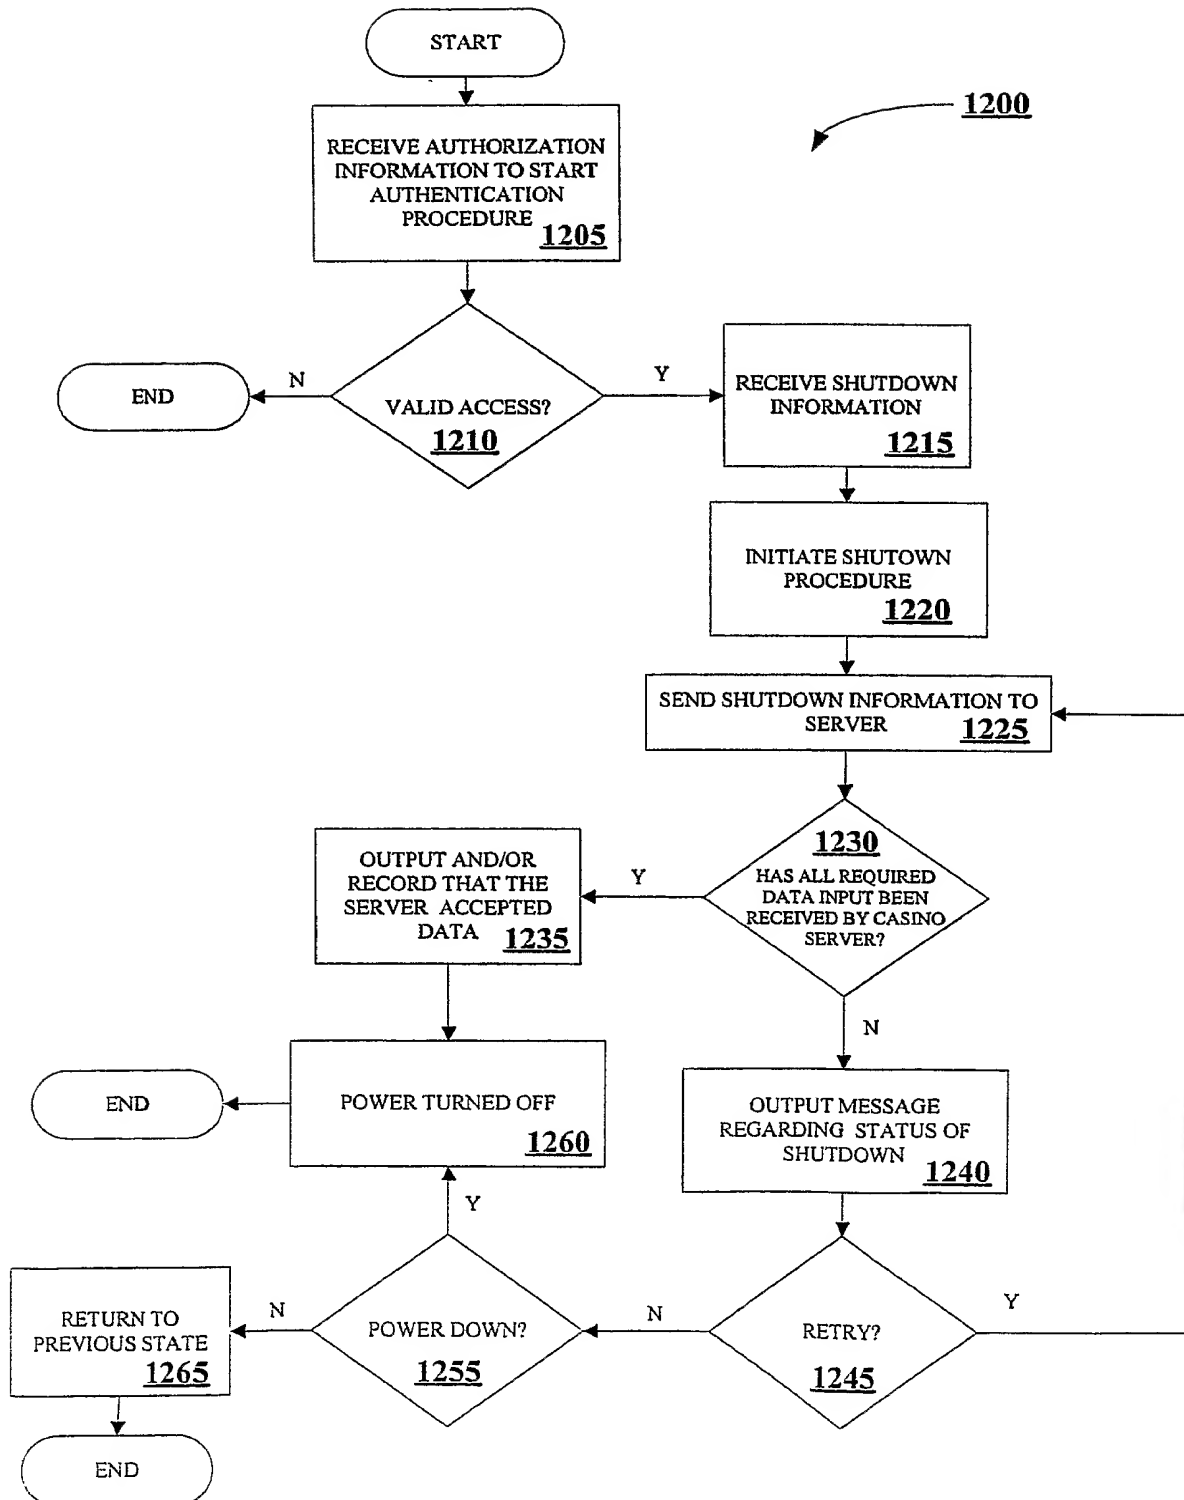 START
1200
RECEIVE AUTHORIZATION
INFORMATION TO START
AUTHENTICATION
PROCEDURE
1205
VALID ACCESS?
1210
N
END
Y
RECEIVE SHUTDOWN
INFORMATION
1215
INITIATE SHUTOWN
PROCEDURE
1220
SEND SHUTDOWN INFORMATION TO
SERVER
1225
1230
HAS ALL REQUIRED
DATA INPUT BEEN
RECEIVED BY CASINO
SERVER?
Y
OUTPUT AND/OR
RECORD THAT THE
SERVER ACCEPTED
DATA
1235
N
POWER TURNED OFF
1260
END
OUTPUT MESSAGE
REGARDING STATUS OF
SHUTDOWN
1240
RETRY?
1245
Y
N
POWER DOWN?
1255
Y
N
RETURN TO
PREVIOUS STATE
1265
END